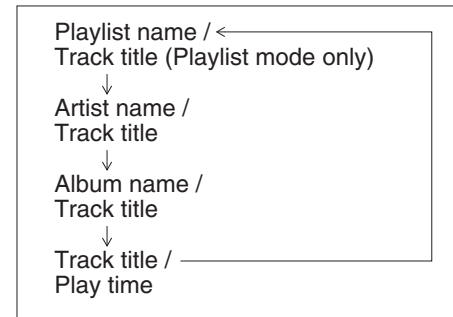 Playlist name /
Track title (Playlist mode only)
Artist name /
Track title
Album name /
Track title
Track title /
Play time